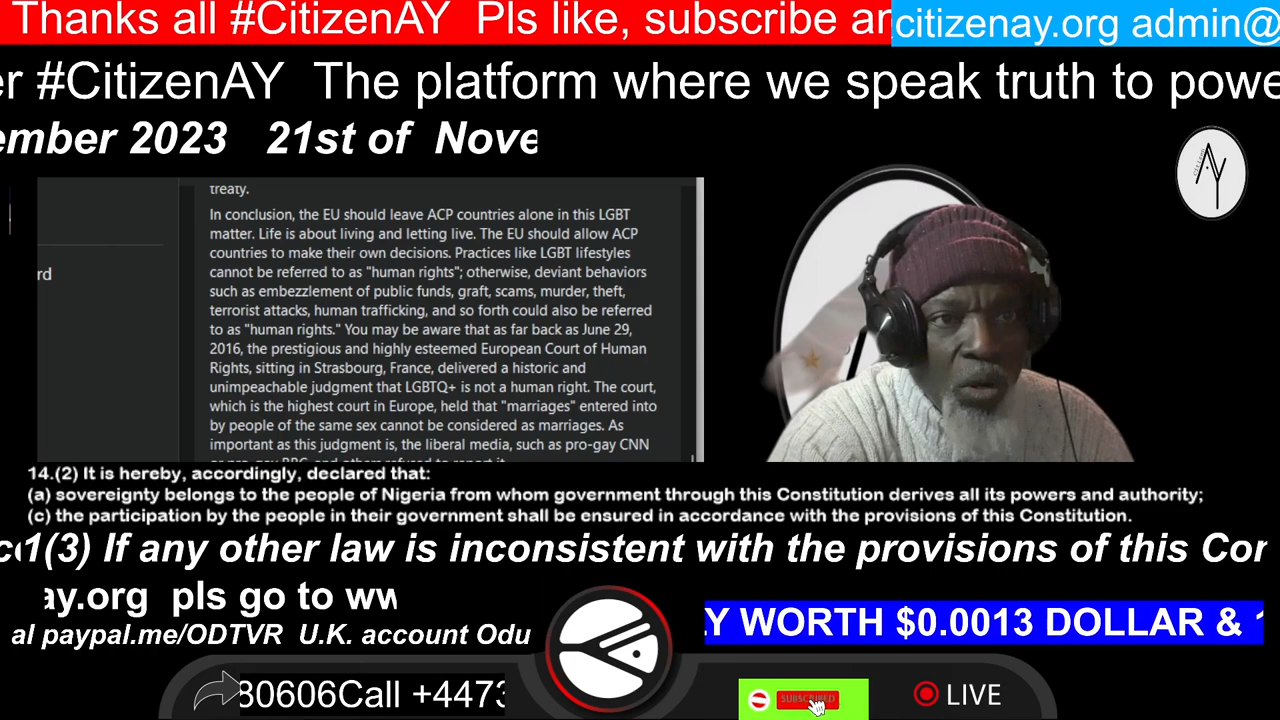 Thanks all #CitizenAY  Pls like, subscribe ar
citizenay.org admin@
er #CitizenAY  The platform where we speak truth to powe
ember 2023   21st of  Nove
AY
treaty.
In conclusion, the EU should leave ACP countries alone in this LGBT
matter. Life is about living and letting live. The EU should allow ACP
countries to make their own decisions. Practices like LGBT lifestyles
cannot be referred to as "human rights"; otherwise, deviant behaviors
such as embezzlement of public funds, graft, scams, murder, theft,
terrorist attacks, human trafficking, and so forth could also be referred
to as "human rights." You may be aware that as far back as June 29,
2016, the prestigious and highly esteemed European Court of Human
Rights, sitting in Strasbourg, France, delivered a historic and
unimpeachable judgment that LGBTQ+ is not a human right. The court,
which is the highest court in Europe, held that "marriages" entered into
by people of the same sex cannot be considered as marriages. As
important as this judgment is, the liberal media, such as pro-gay CNN
rd
14.(2) It is hereby, accordingly, declared that:
(a) sovereignty belongs to the people of Nigeria from whom government through this Constitution derives all its powers and authority;
(c) the participation by the people in their government shall be ensured in accordance with the provisions of this Constitution.
1(3) If any other law is inconsistent with the provisions of this Con
ay.org  pls go to ww
Y WORTH $0.0013 DOLLAR &
al paypal.me/ODTVR  U.K. account Odu
80606Call +4473
SUBSCRIBED
LIVE